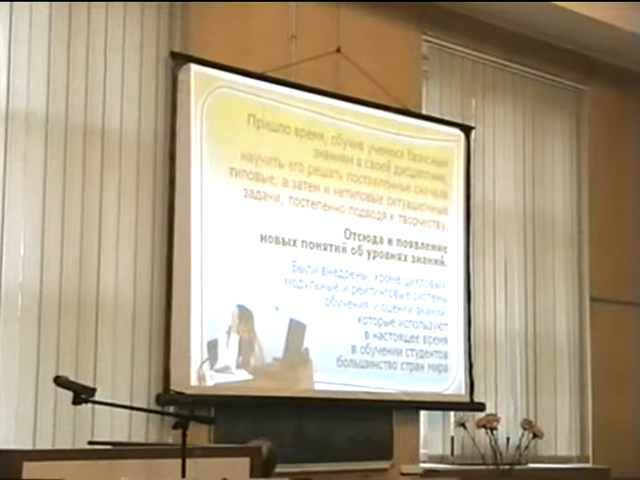 Пришло время, обучив ученика базисным
знаниям в своей дисциплине,
научить его решать поставленные сначала
типовые, а затем и нетиповые ситуационные
задачи, постепенно подводя к творчеству.
Отсюда и появление
новых понятий об уровнях знаний.
Были внедрены, кроме цикловых,
модульные и рейтинговые системы
обучения и оценки знаний,
которые используют
в настоящее время
в обучении студентов
большинство стран мира